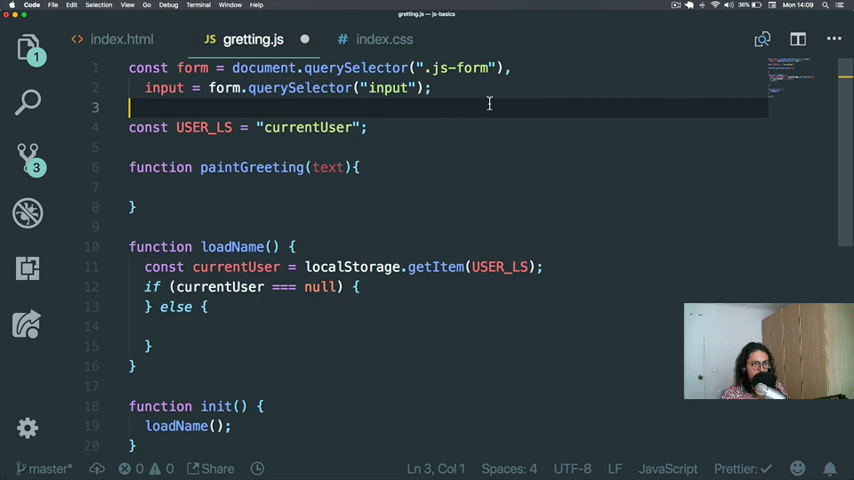 Code File Edit Selection View Go Debug Terminal Window Help 36% Mon 14:09
gretting.js — js-basics
index.html JS gretting.js index.css
1 const form = document.querySelector(".js-form"),
2 input = form.querySelector("input");
3
4 const USER_LS = "currentUser";
5
6 function paintGreeting(text){
7
8 }
9
10 function loadName() {
11 const currentUser = localStorage.getItem(USER_LS);
12 if (currentUser === null) {
13 } else {
14
15 }
16 }
17
18 function init() {
19 loadName();
20 }
1
3
master* 0 0 Share Ln 3, Col 1 Spaces: 4 UTF-8 LF JavaScript Prettier: ✓